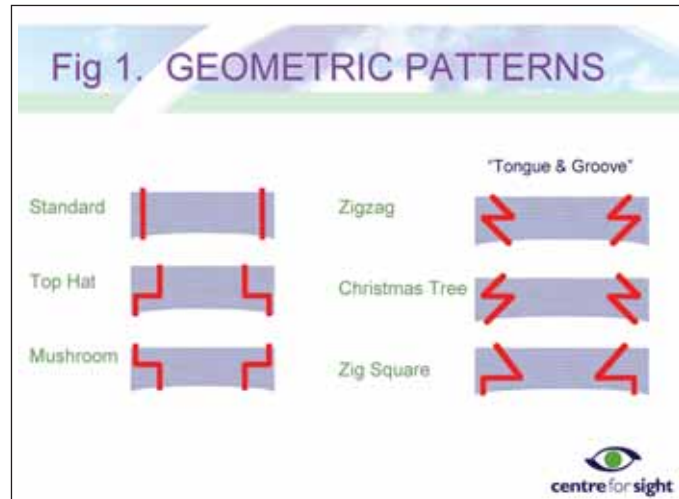 Fig 1. GEOMETRIC PATTERNS
"Tongue & Groove"
Standard
Top Hat
Mushroom
Zigzag
Christmas Tree
Zig Square
centre for sight